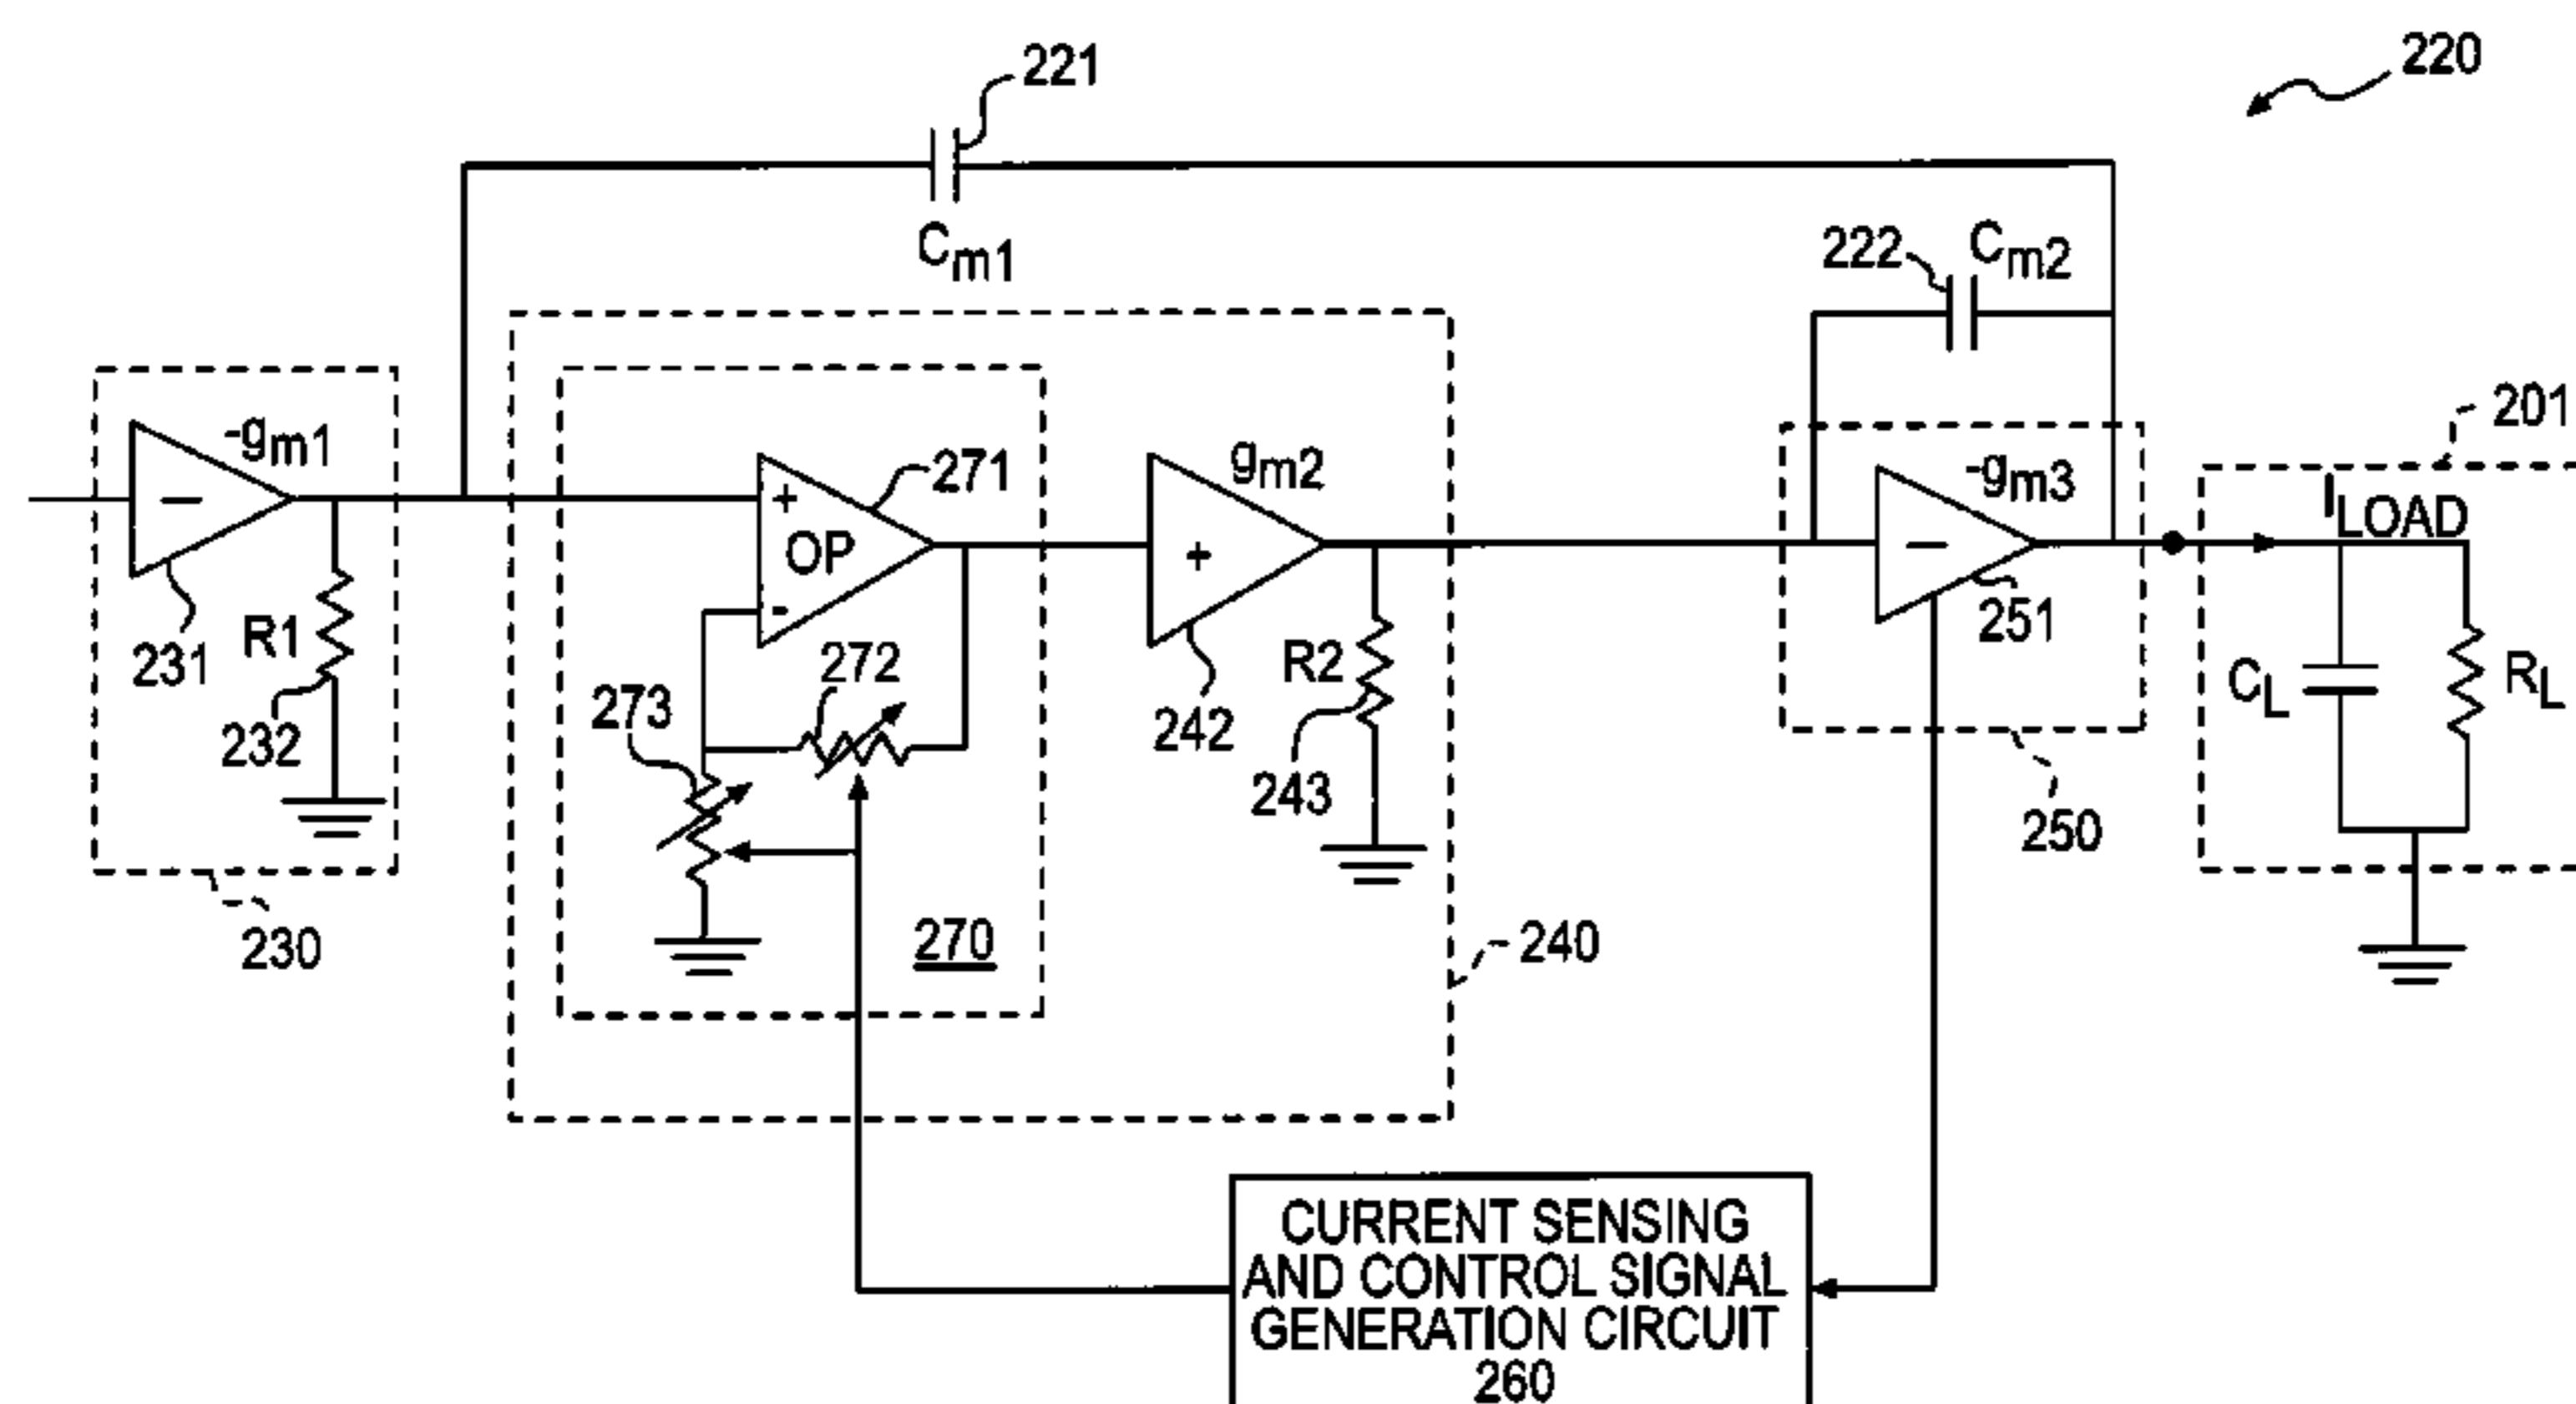 220
221
Cm1
222
Cm2
-gm1
231
R1
232
230
+
OP
-
271
272
273
270
gm2
+
242
R2
243
240
-gm3
251
250
201
ILOAD
CL
RL
CURRENT SENSING
AND CONTROL SIGNAL
GENERATION CIRCUIT
260